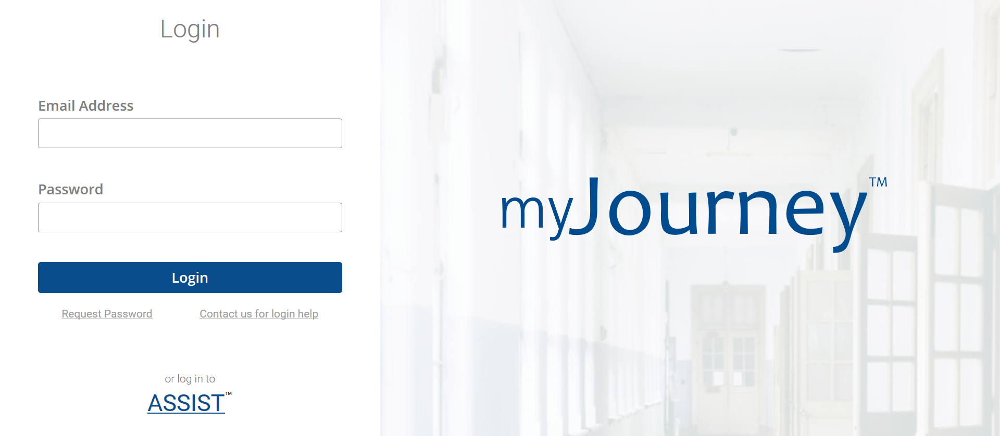 Login
Email Address
Password
Login
Request Password
Contact us for login help
or log in to
ASSIST™
myJourney™